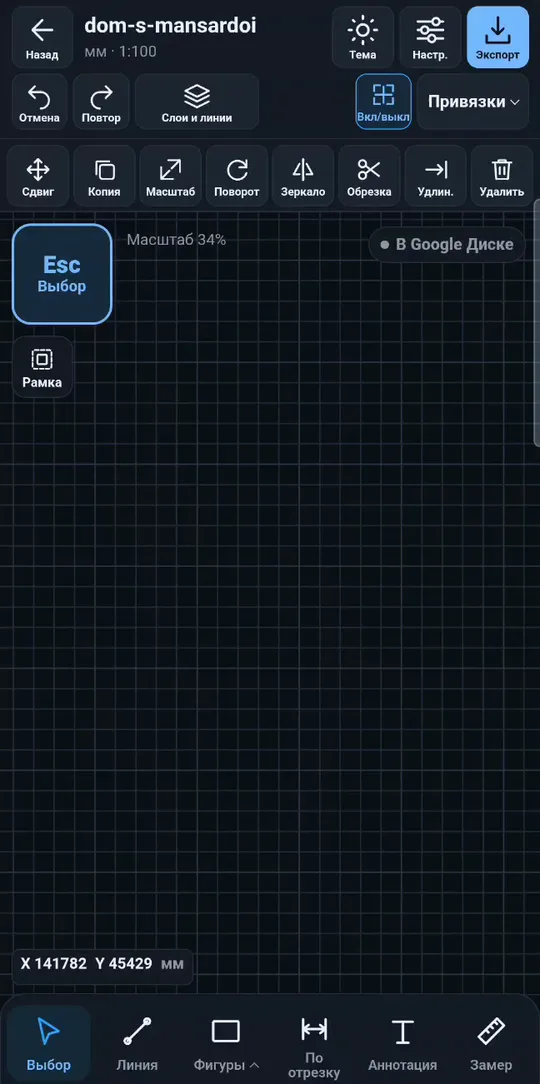 dom-s-mansardoi
мм · 1:100
Назад
Тема
Настр.
Экспорт
Отмена
Повтор
Слои и линии
Вкл/выкл
Привязки
Сдвиг
Копия
Масштаб
Поворот
Зеркало
Обрезка
Удлин.
Удалить
Esc
Выбор
Масштаб 34%
В Google Диске
Рамка
X 141782 Y 45429 мм
Выбор
Линия
Фигуры
По
отрезку
Аннотация
Замер